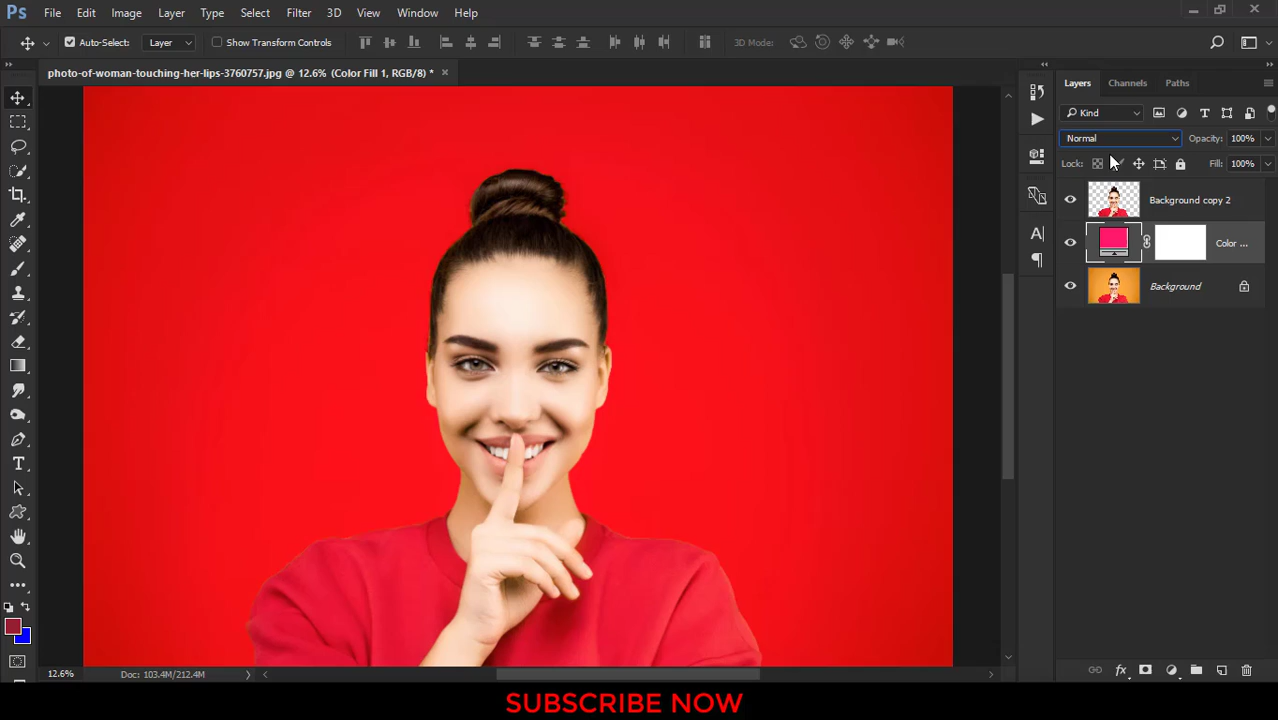 Ps File Edit Image Layer Type Select Filter 3D View Window Help
Auto-Select: Layer Show Transform Controls 3D Mode:
photo-of-woman-touching-her-lips-3760757.jpg @ 12.6% (Color Fill 1, RGB/8) * ×
Layers Channels Paths
Kind
Normal Opacity: 100%
Lock: Fill: 100%
Background copy 2
Color ...
Background
12.6% Doc: 103.4M/212.4M
SUBSCRIBE NOW